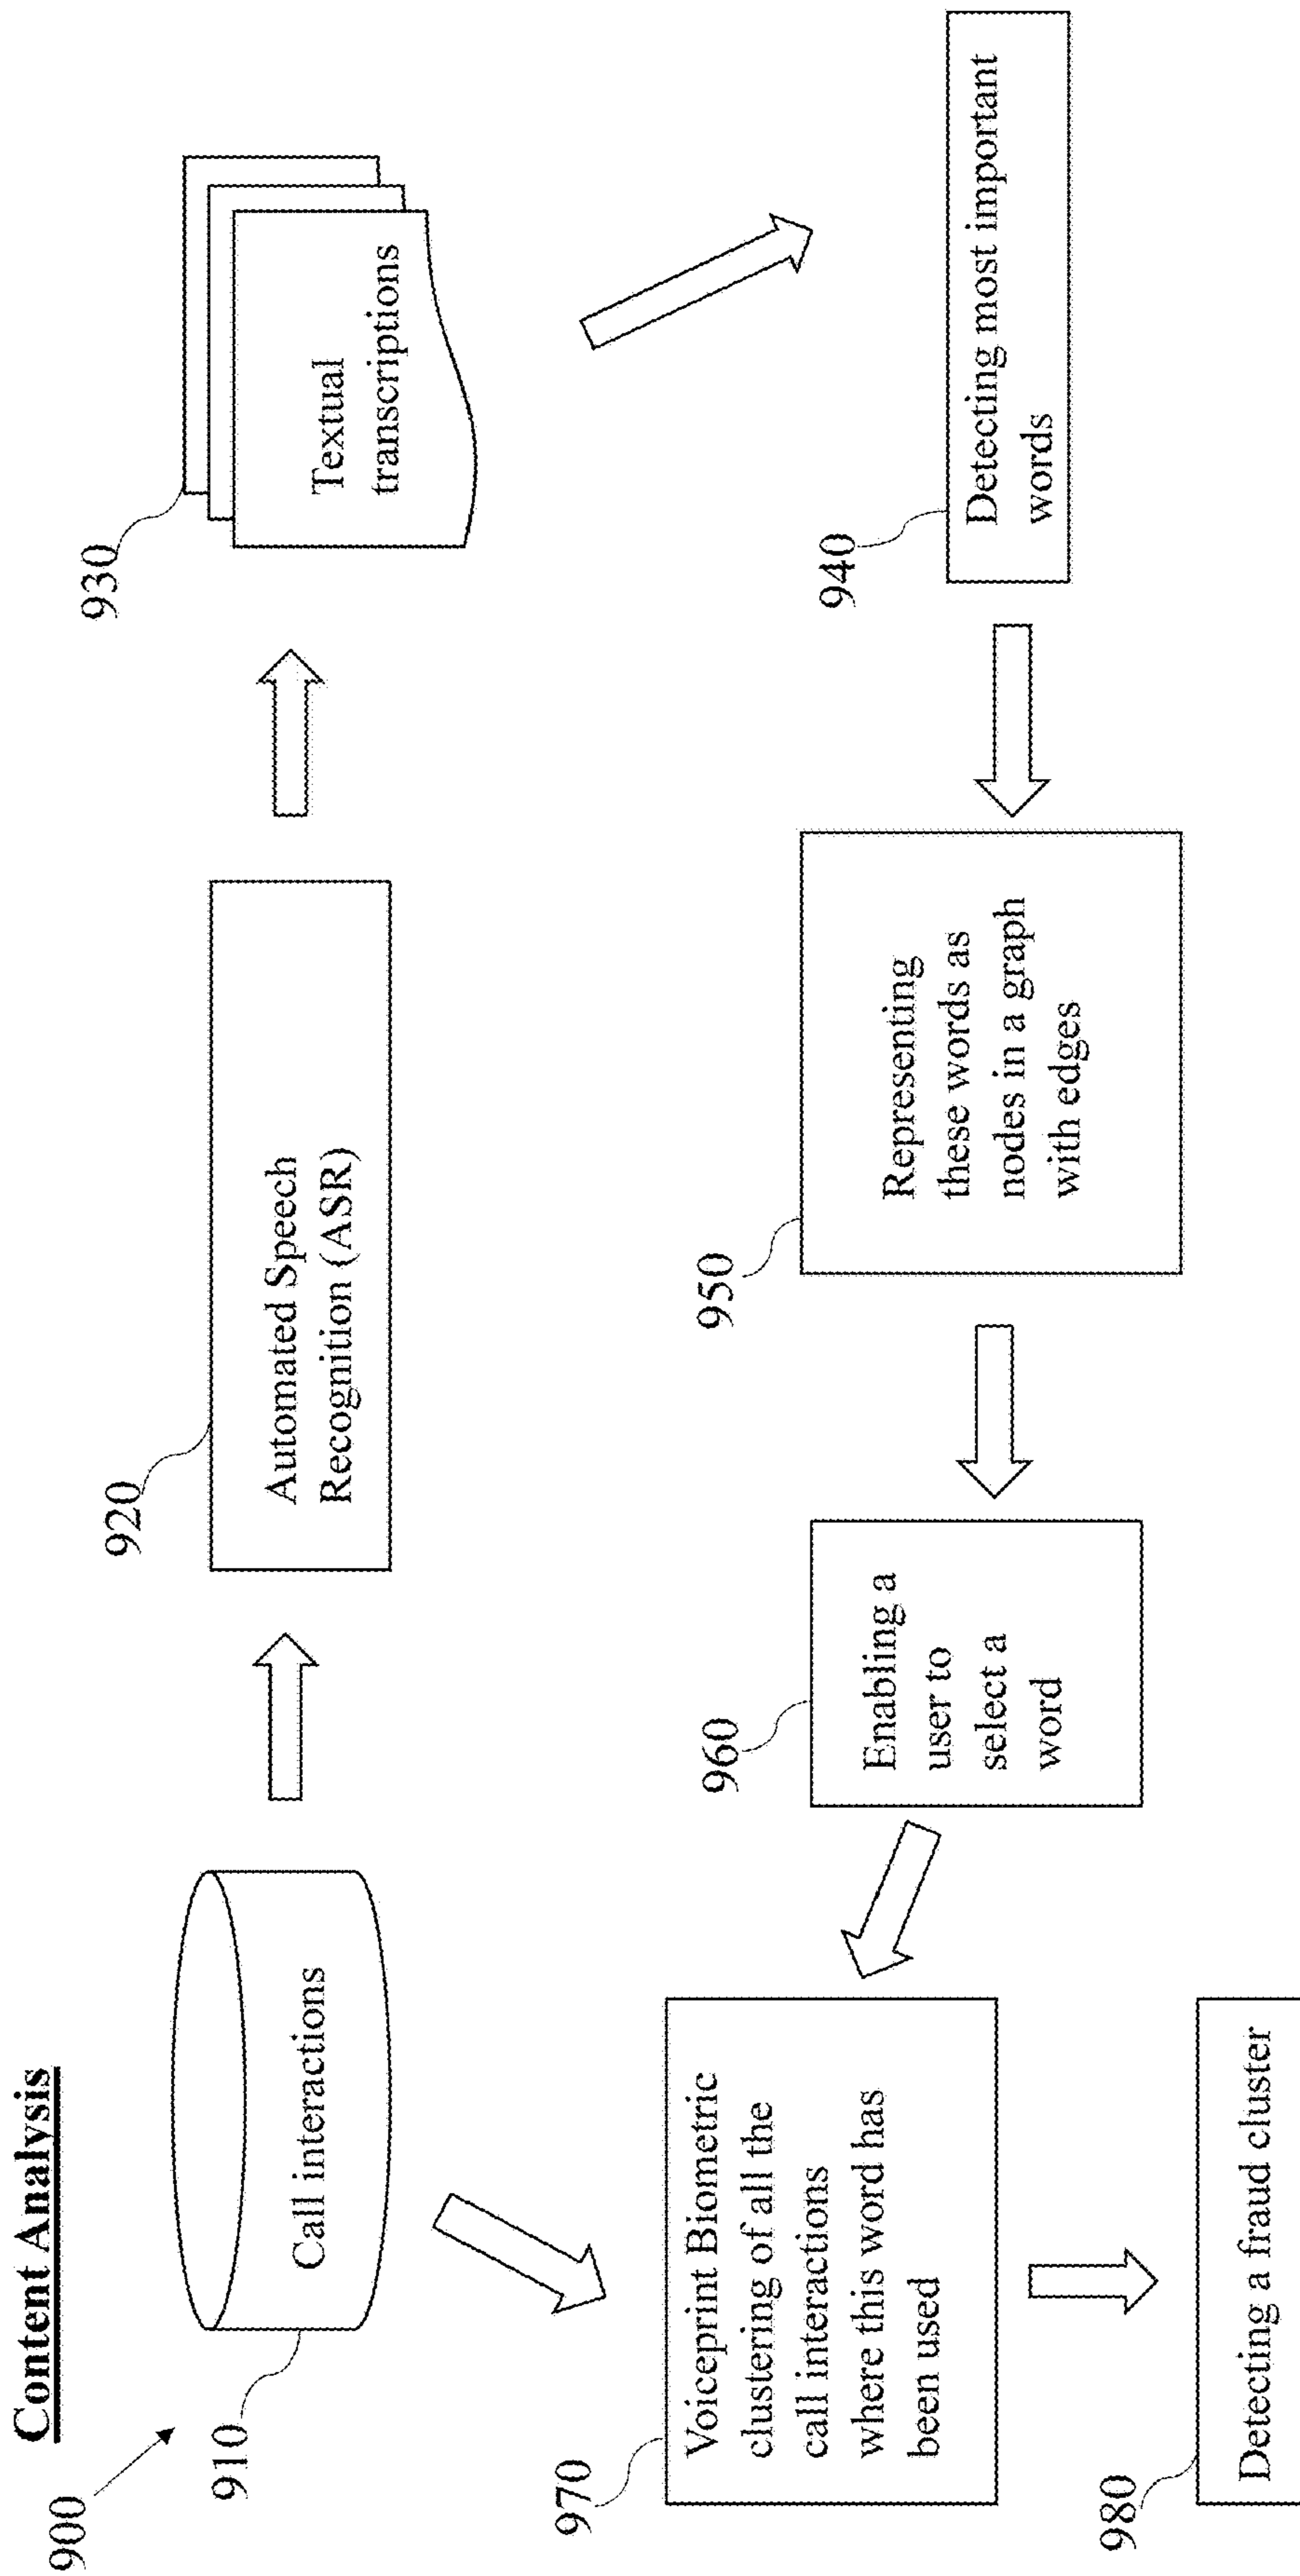 Content Analysis
900
910
Call interactions
920
Automated Speech
Recognition (ASR)
930
Textual
transcriptions
940
Detecting most important
words
950
Representing
these words as
nodes in a graph
with edges
960
Enabling a
user to
select a
word
970
Voiceprint Biometric
clustering of all the
call interactions
where this word has
been used
980
Detecting a fraud cluster